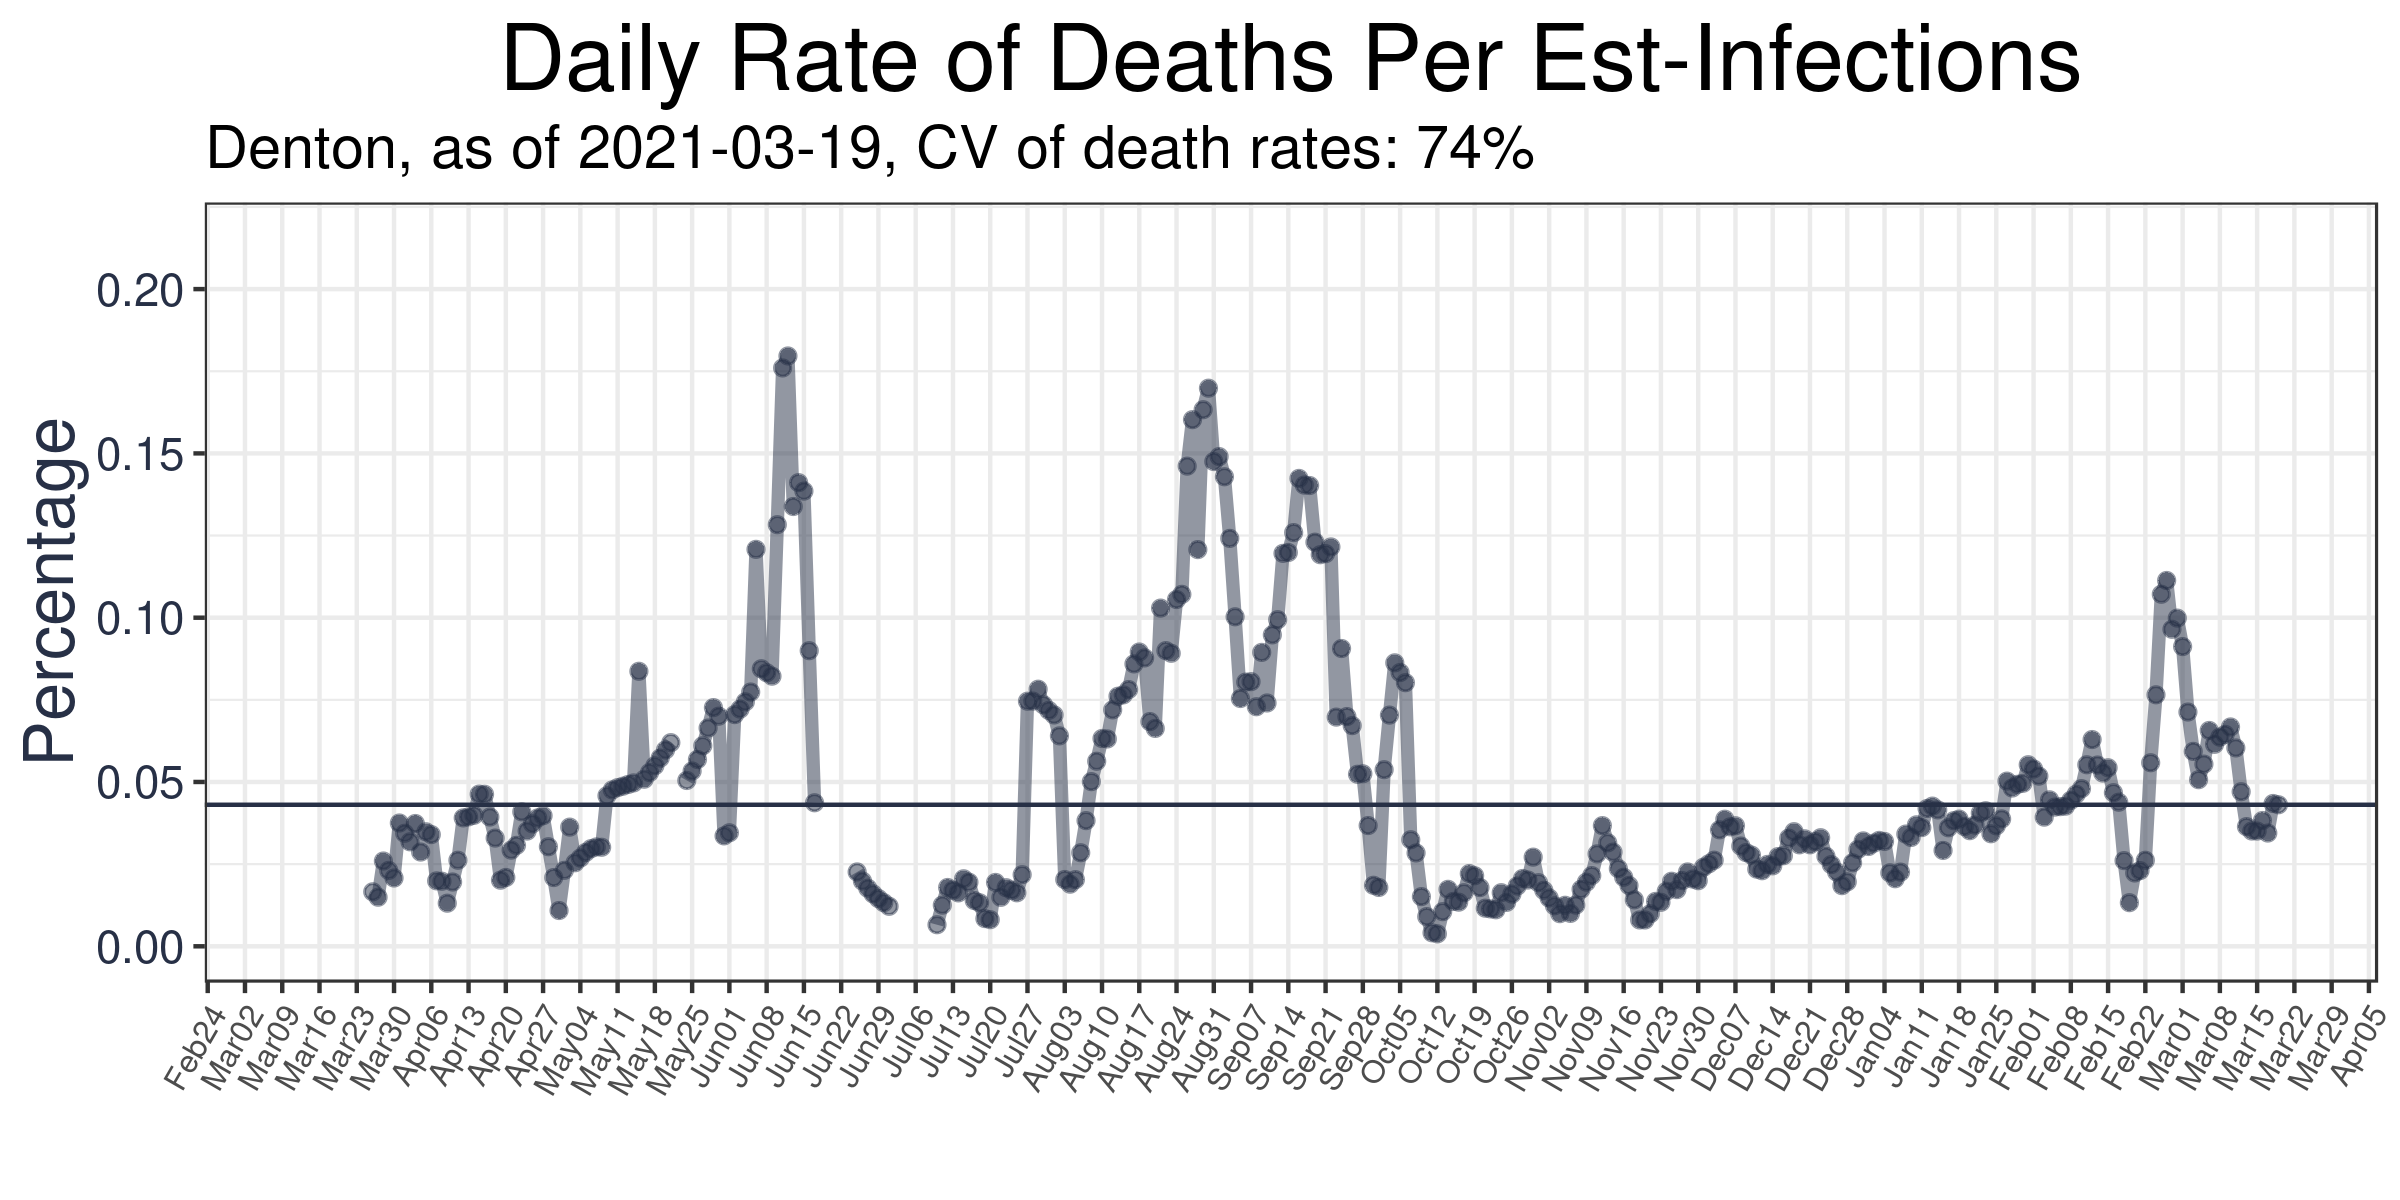 Daily Rate of Deaths Per Est-Infections
Denton, as of 2021-03-19, CV of death rates: 74%
Percentage
0.20
0.15
0.10
0.05
0.00
Feb24 Mar02 Mar09 Mar16 Mar23 Mar30 Apr06 Apr13 Apr20 Apr27 May04 May11 May18 May25 Jun01 Jun08 Jun15 Jun22 Jun29 Jul06 Jul13 Jul20 Jul27 Aug03 Aug10 Aug17 Aug24 Aug31 Sep07 Sep14 Sep21 Sep28 Oct05 Oct12 Oct19 Oct26 Nov02 Nov09 Nov16 Nov23 Nov30 Dec07 Dec14 Dec21 Dec28 Jan04 Jan11 Jan18 Jan25 Feb01 Feb08 Feb15 Feb22 Mar01 Mar08 Mar15 Mar22 Mar29 Apr05